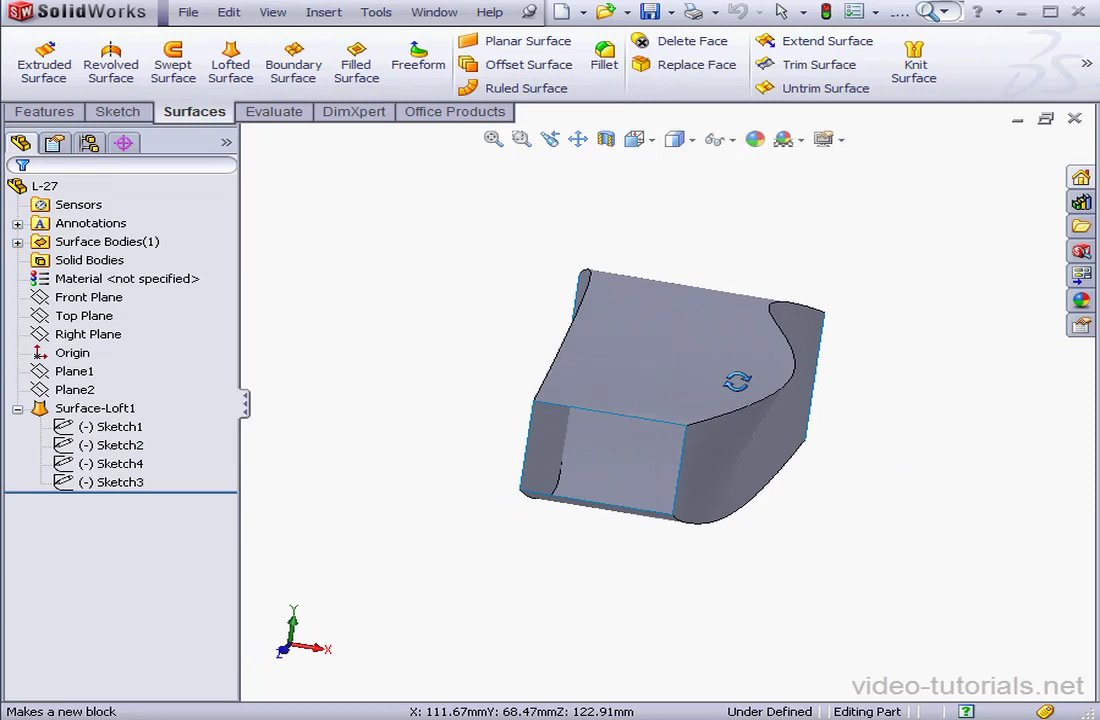 SolidWorks File Edit View Insert Tools Window Help
Extruded Surface
Revolved Surface
Swept Surface
Lofted Surface
Boundary Surface
Filled Surface
Freeform
Planar Surface
Offset Surface
Ruled Surface
Fillet
Delete Face
Replace Face
Extend Surface
Trim Surface
Untrim Surface
Knit Surface
Features Sketch Surfaces Evaluate DimXpert Office Products
L-27
Sensors
Annotations
Surface Bodies(1)
Solid Bodies
Material <not specified>
Front Plane
Top Plane
Right Plane
Origin
Plane1
Plane2
Surface-Loft1
(-) Sketch1
(-) Sketch2
(-) Sketch4
(-) Sketch3
Y
X
Z
video-tutorials.net
Makes a new block X: 111.67mmY: 68.47mmZ: 122.91mm Under Defined Editing Part